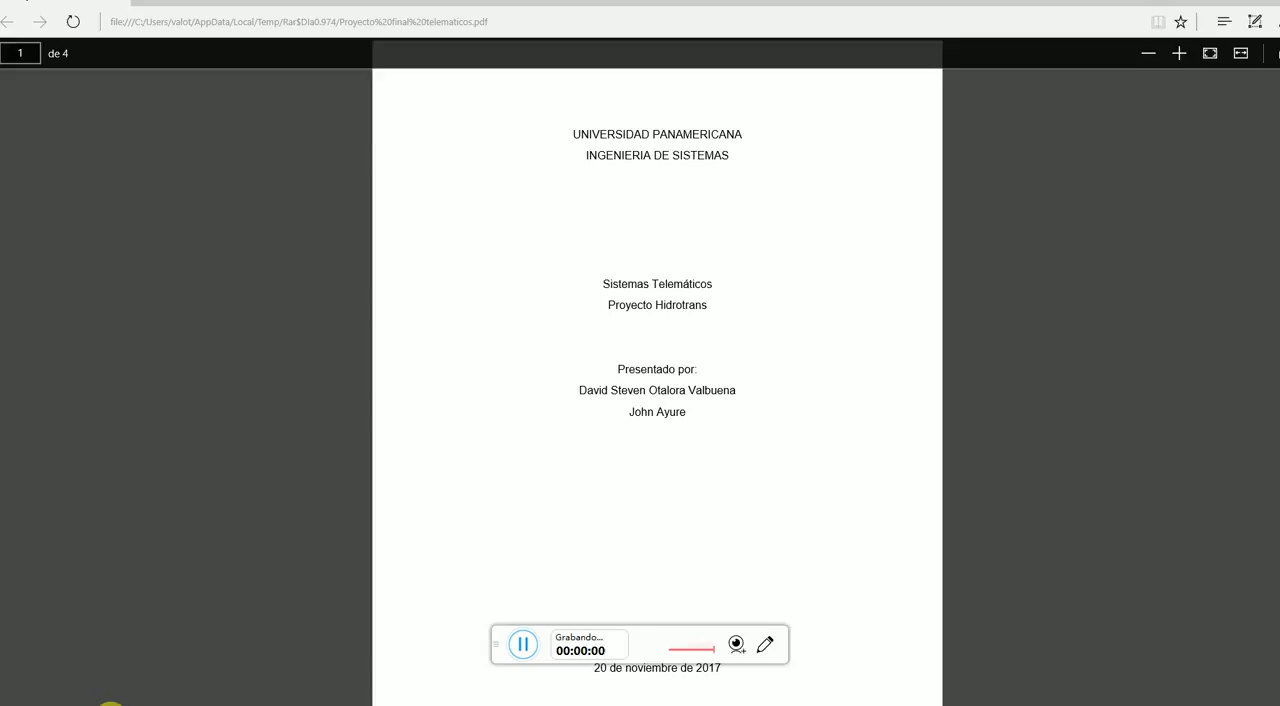 file:///C:/Users/valot/AppData/Local/Temp/Rar$DIa0.974/Proyecto%20final%20telematicos.pdf
1 de 4
UNIVERSIDAD PANAMERICANA
INGENIERIA DE SISTEMAS
Sistemas Telemáticos
Proyecto Hidrotrans
Presentado por:
David Steven Otalora Valbuena
John Ayure
Grabando...
00:00:00
20 de noviembre de 2017